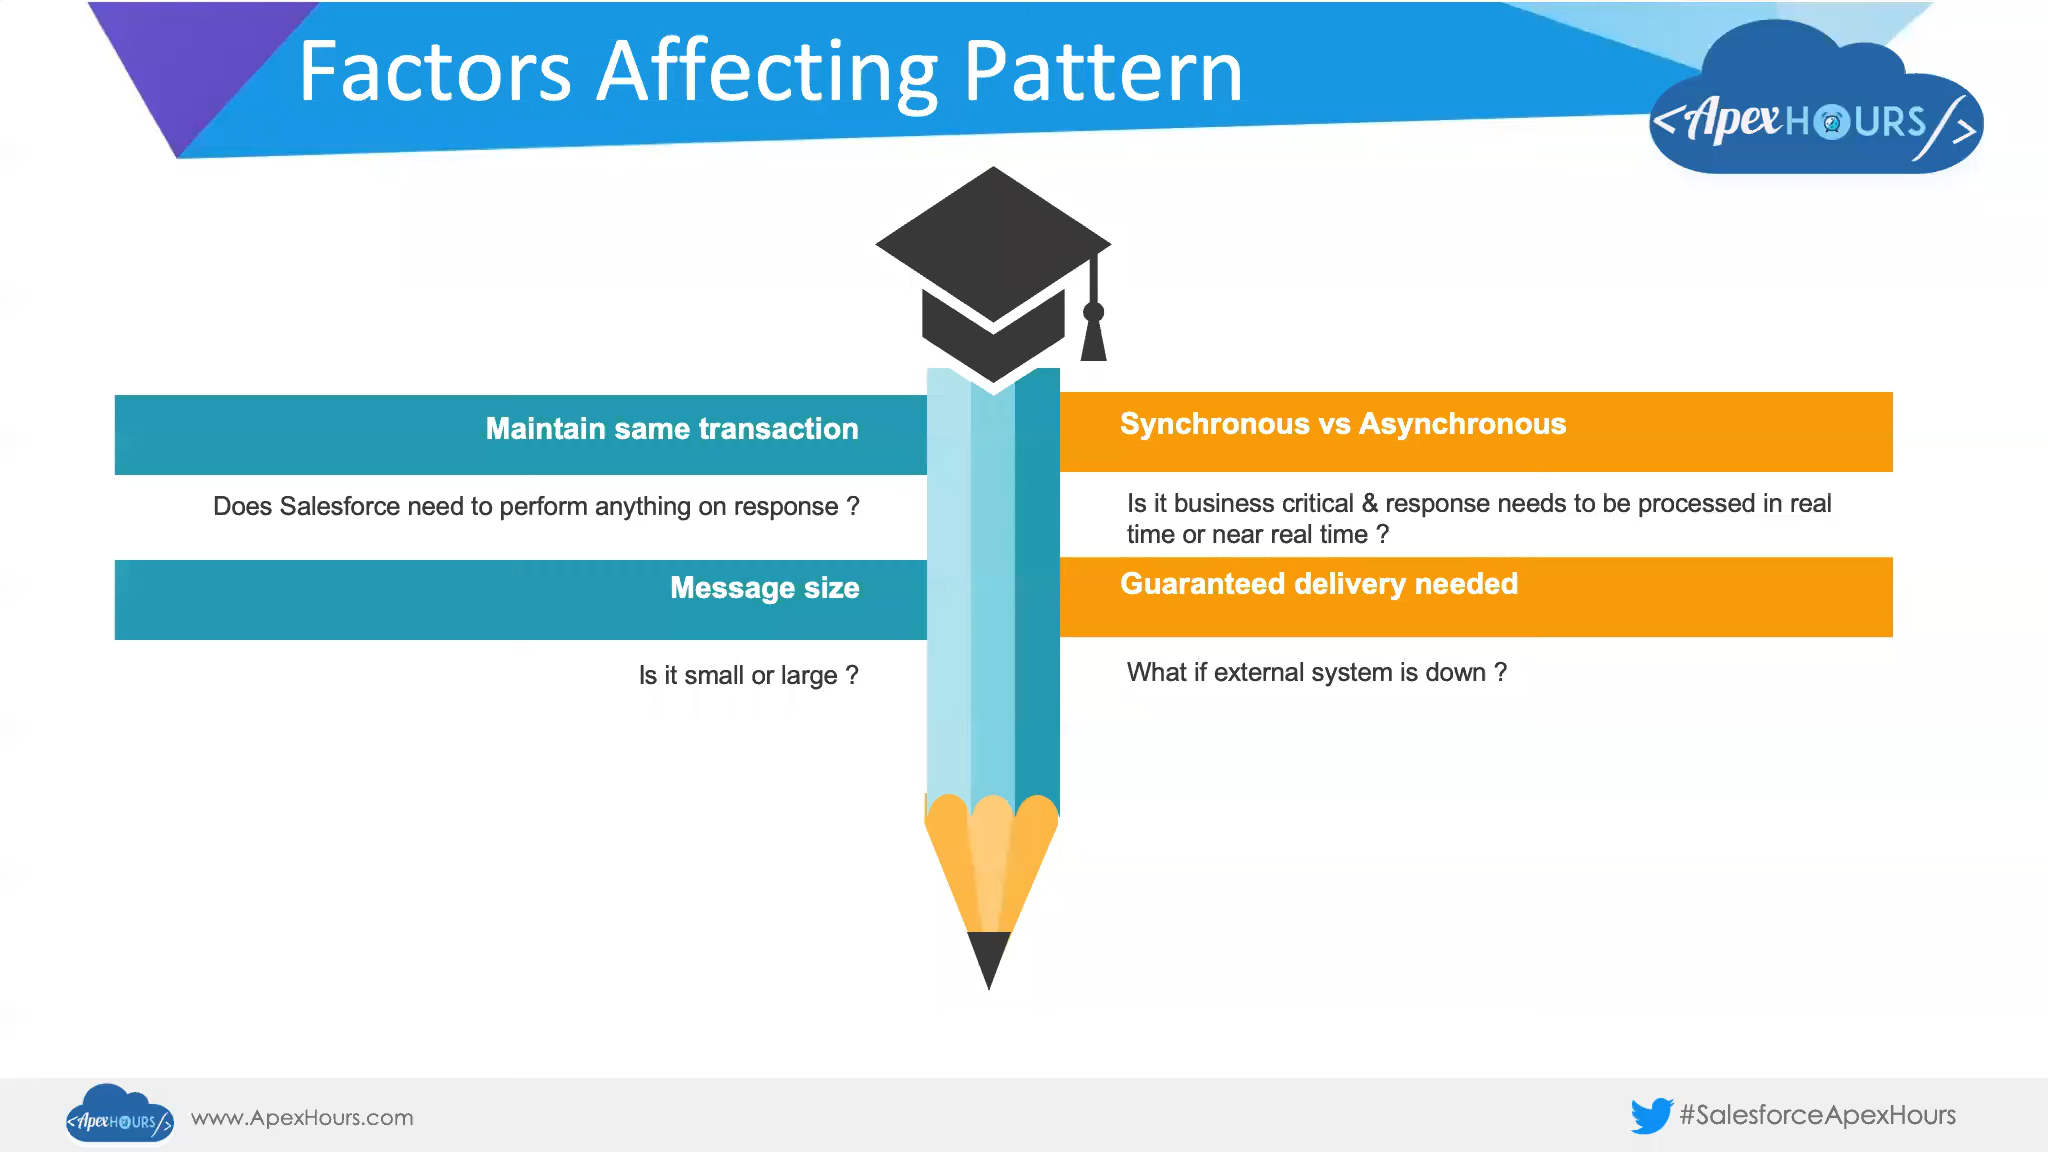 Factors Affecting Pattern
<ApexHOURS/>
Maintain same transaction
Does Salesforce need to perform anything on response ?
Synchronous vs Asynchronous
Is it business critical & response needs to be processed in real
time or near real time ?
Message size
Is it small or large ?
Guaranteed delivery needed
What if external system is down ?
<ApexHOURS/>
www.ApexHours.com
#SalesforceApexHours